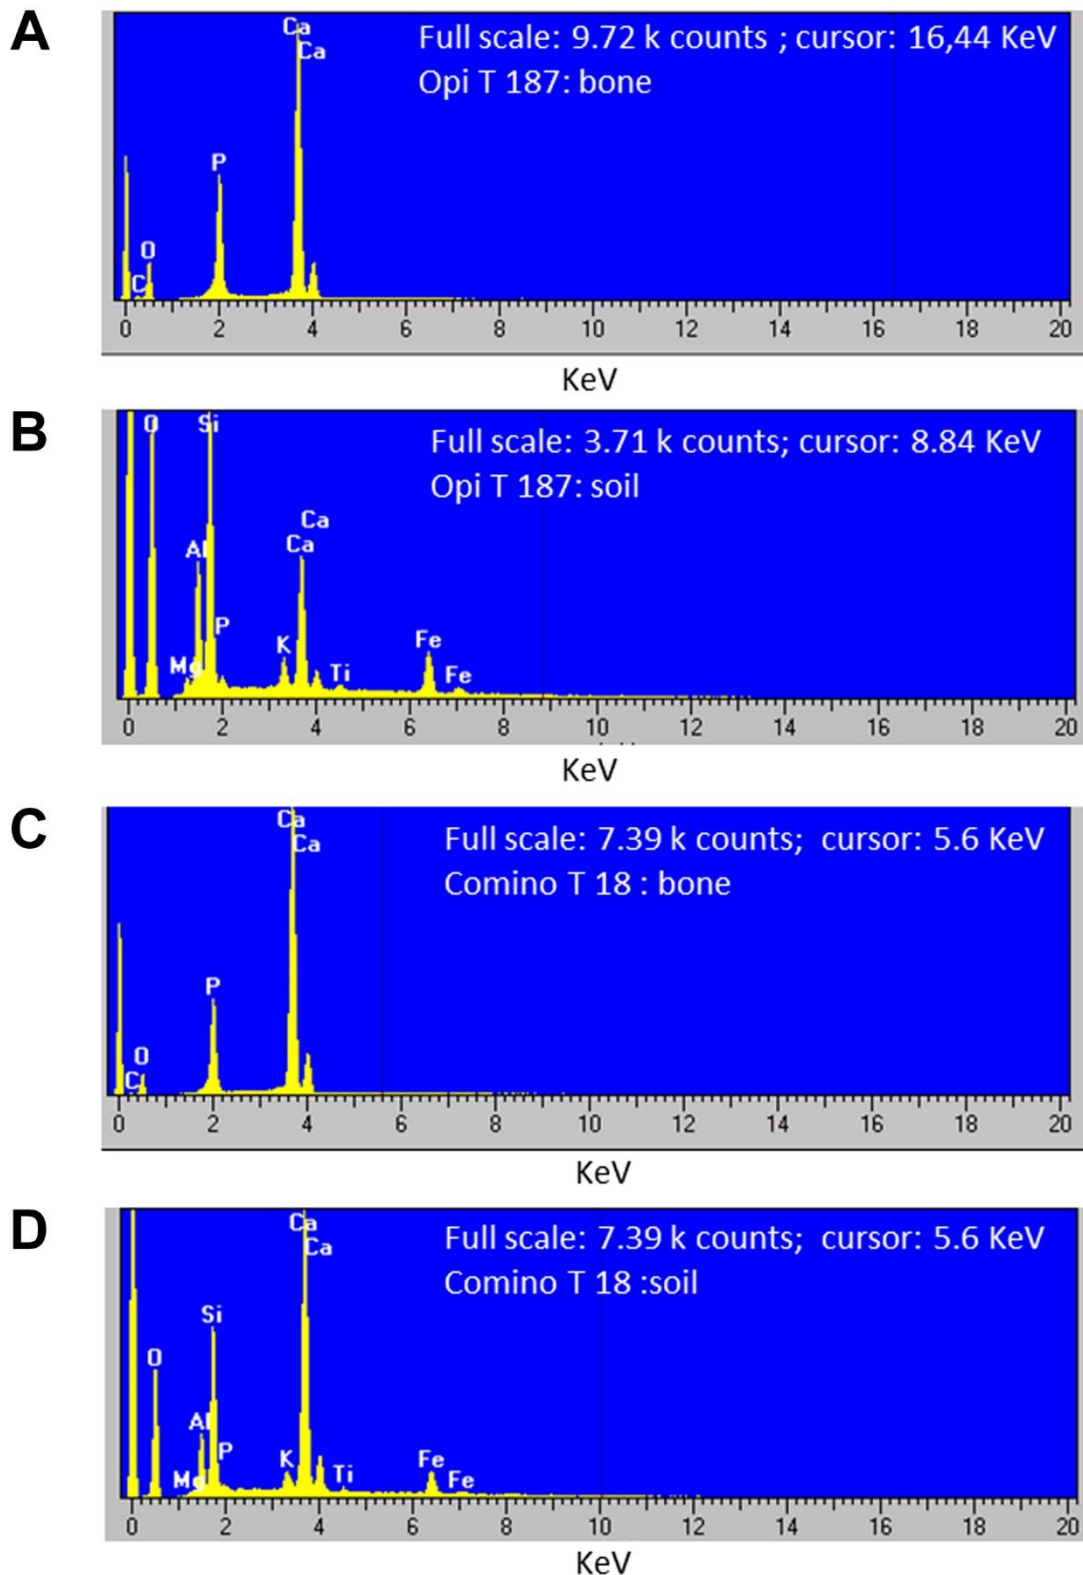 A
Full scale: 9.72 k counts ; cursor: 16,44 KeV
Opi T 187: bone
Ca
Ca
P
O
C
0 2 4 6 8 10 12 14 16 18 20
KeV
B
Full scale: 3.71 k counts; cursor: 8.84 KeV
Opi T 187: soil
O Si
Ca
Ca
Al
P
K Fe
Mg Ti Fe
0 2 4 6 8 10 12 14 16 18 20
KeV
C
Full scale: 7.39 k counts; cursor: 5.6 KeV
Comino T 18 : bone
Ca
Ca
P
O
C
0 2 4 6 8 10 12 14 16 18 20
KeV
D
Full scale: 7.39 k counts; cursor: 5.6 KeV
Comino T 18 :soil
Ca
Ca
Si
O
Al
P K Fe
Mg Ti Fe
0 2 4 6 8 10 12 14 16 18 20
KeV